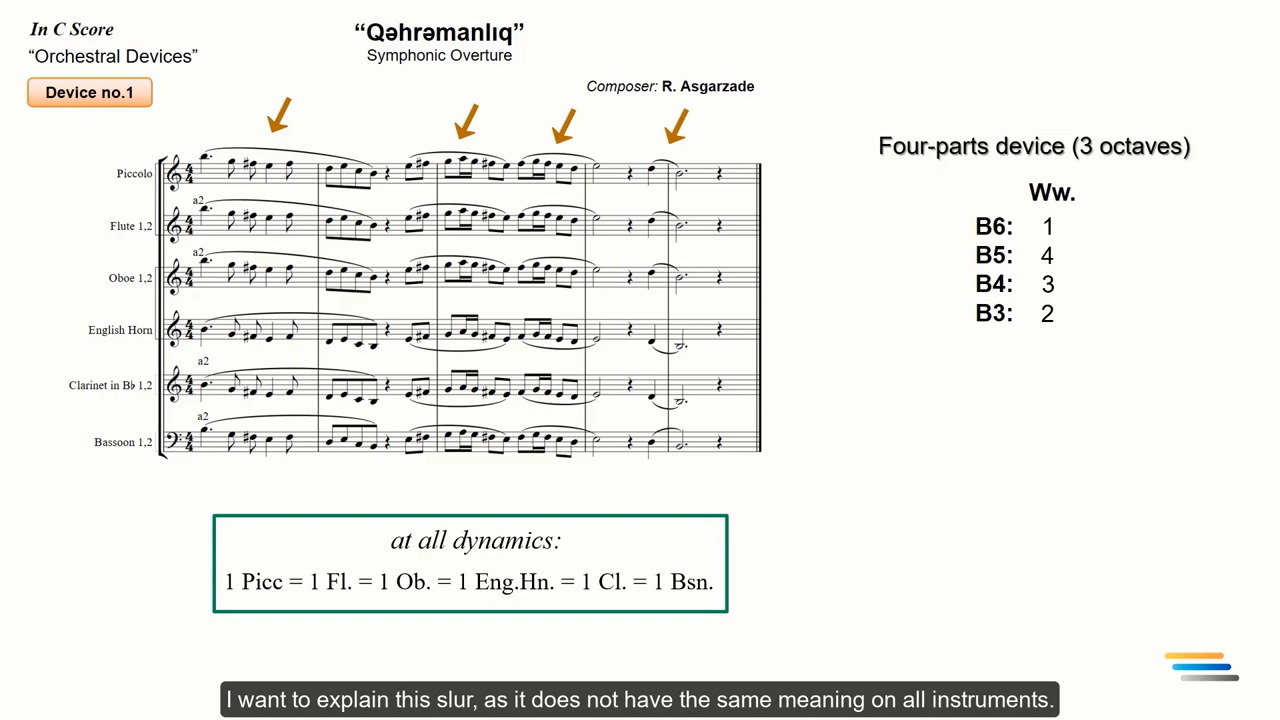 In C Score
“Orchestral Devices”
Device no.1
“Qəhrəmanlıq”
Symphonic Overture
Composer: R. Asgarzade
Piccolo
a2
Flute 1,2
a2
Oboe 1,2
English Horn
a2
Clarinet in B♭ 1,2
a2
Bassoon 1,2
Four-parts device (3 octaves)
Ww.
B6: 1
B5: 4
B4: 3
B3: 2
at all dynamics:
1 Picc = 1 Fl. = 1 Ob. = 1 Eng.Hn. = 1 Cl. = 1 Bsn.
I want to explain this slur, as it does not have the same meaning on all instruments.